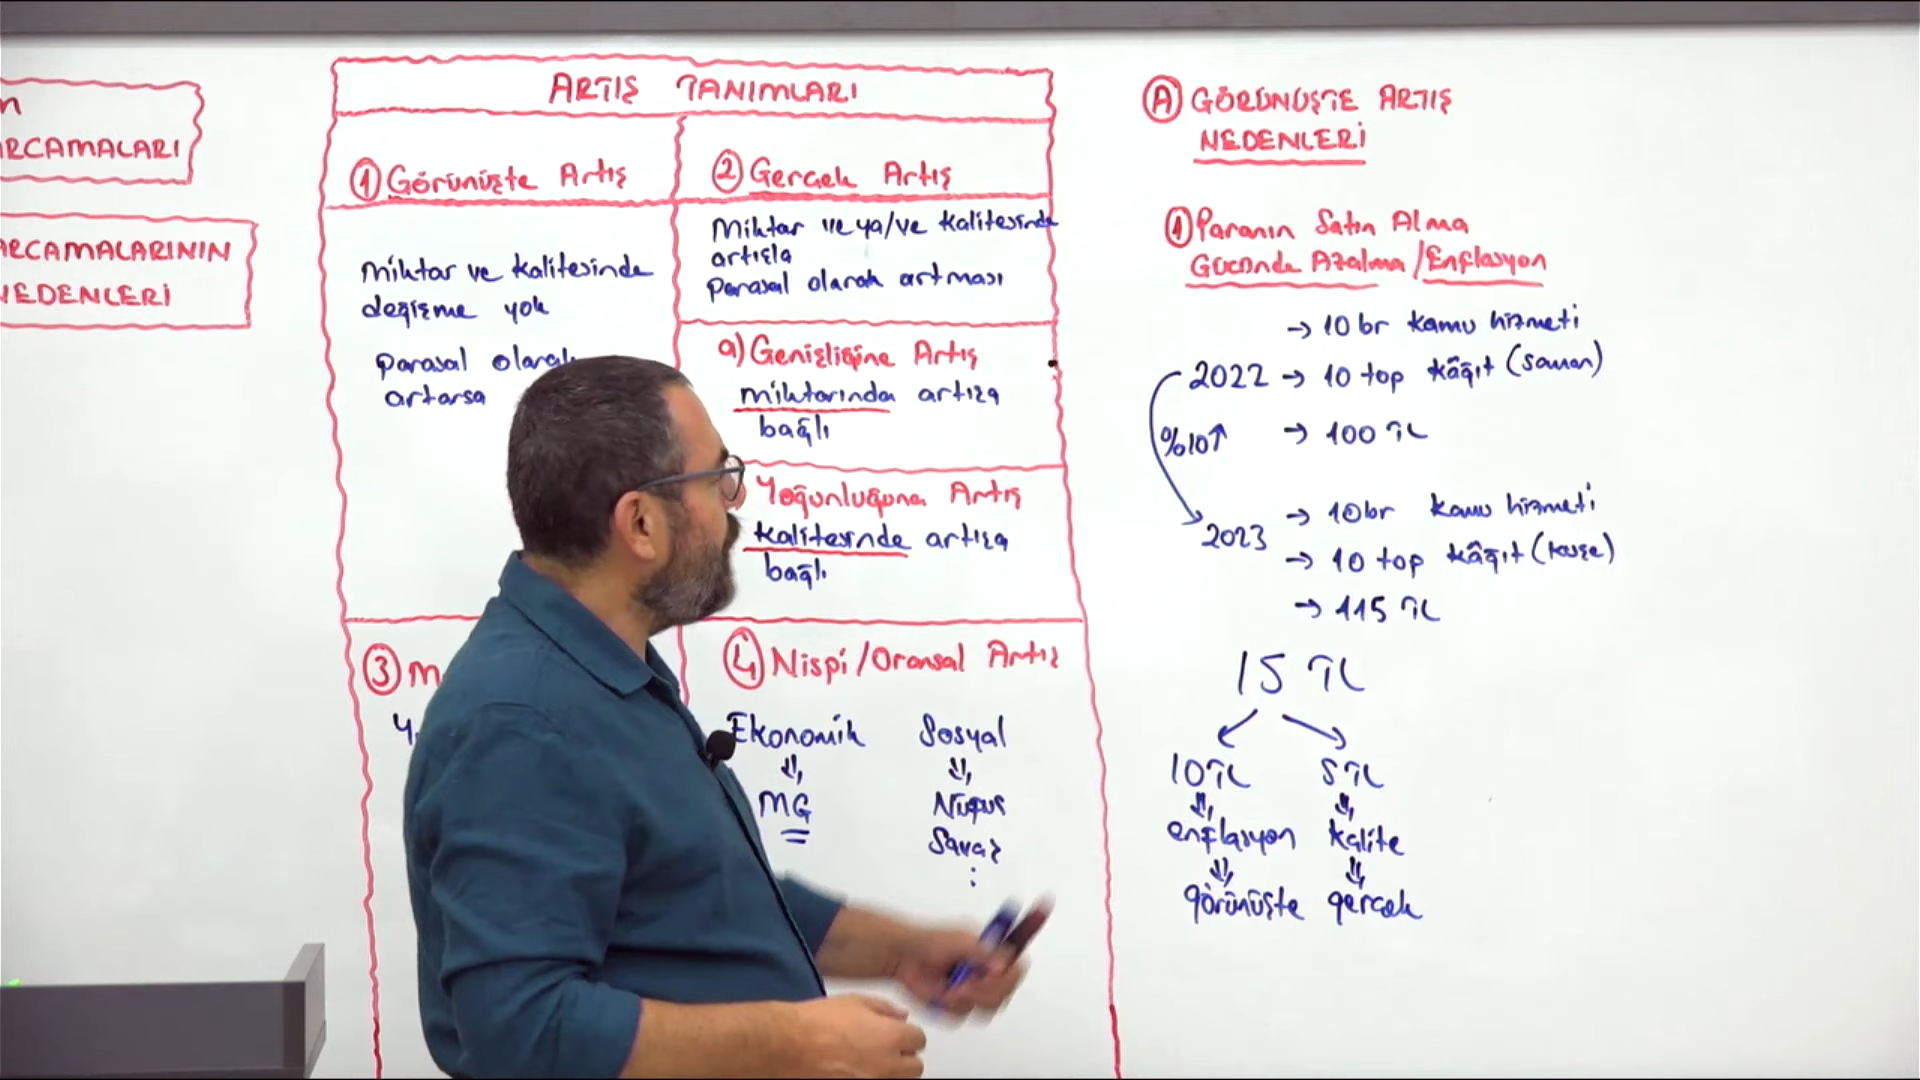 RCAMALARI
ARCAMALARININ
NEDENLERİ
ARTIŞ TANIMLARI
① Görünüşte Artış
miktar ve kalitesinde
değişme yok
parasal olarak
artarsa
② Gerçek Artış
Miktar veya/ve kalitesinde
artışla
parasal olarak artması
a) Genişliğine Artış
miktarında artışa
bağlı
Yoğunluğuna Artış
kalitesinde artışa
bağlı
③ M
④ Nispi/Oransal Artış
Ekonomik Sosyal
⇓ ⇓
MG Nüfus
Savaş
:
Ⓐ GÖRÜNÜŞTE ARTIŞ
NEDENLERİ
① Paranın Satın Alma
Gücünde Azalma/Enflasyon
→ 10 br kamu hizmeti
2022 → 10 top kâğıt (saman)
%10↑ → 100 TL
→ 10 br kamu hizmeti
2023 → 10 top kâğıt (kuşe)
→ 115 TL
15 TL
10 TL 5 TL
⇓ ⇓
enflasyon kalite
⇓ ⇓
görünüşte gerçek